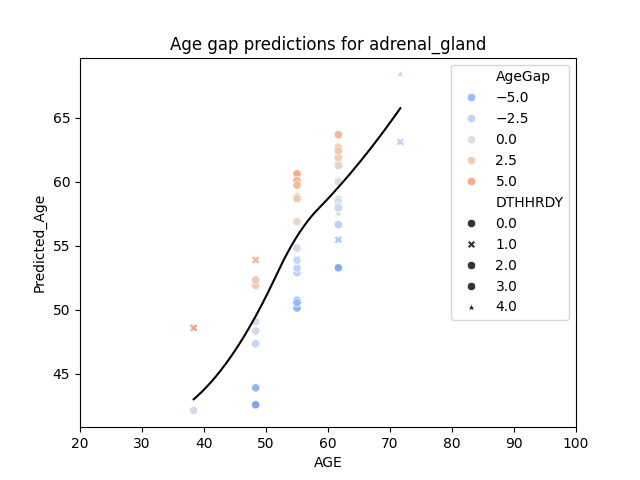 Age gap predictions for adrenal_gland
Predicted_Age
65
60
55
50
45
20 30 40 50 60 70 80 90 100
AGE
AgeGap
−5.0
−2.5
0.0
2.5
5.0
DTHHRDY
0.0
1.0
2.0
3.0
4.0